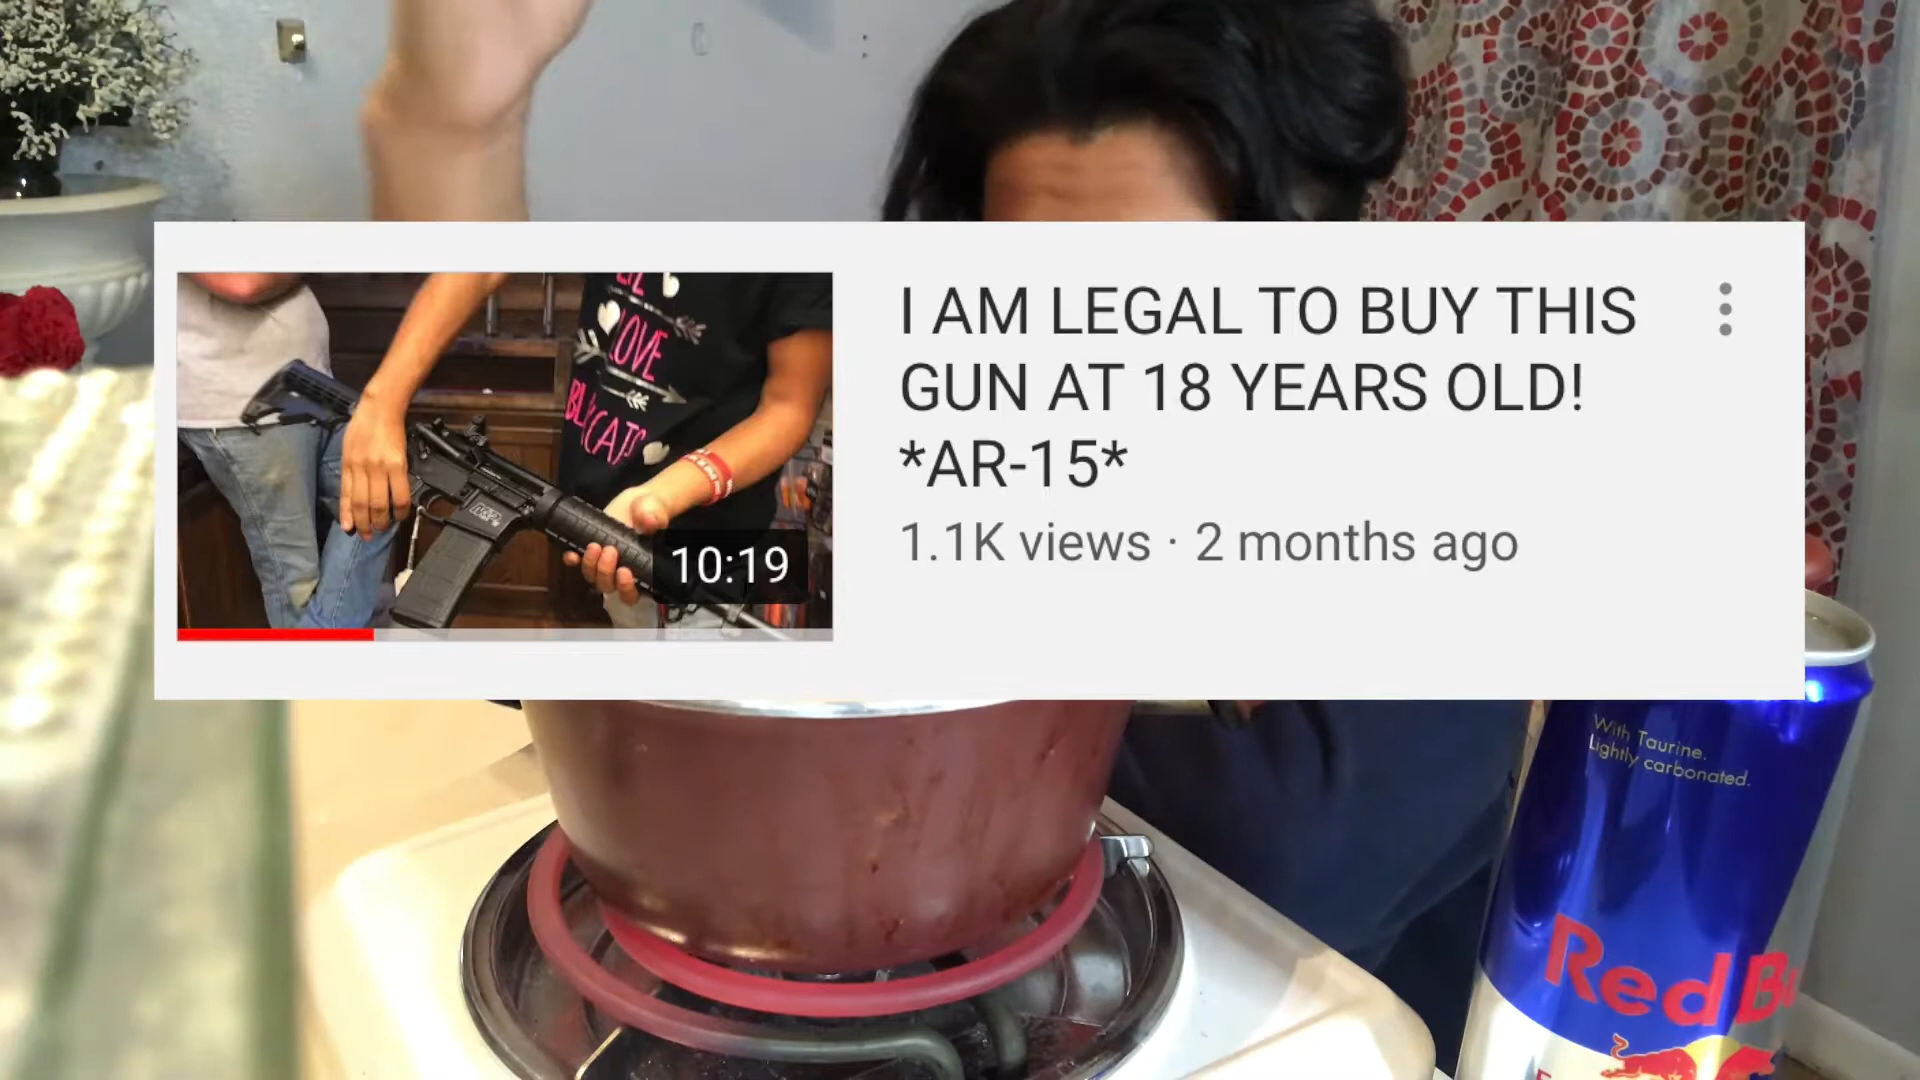 I AM LEGAL TO BUY THIS
GUN AT 18 YEARS OLD!
*AR-15*
1.1K views · 2 months ago
LOVE
10:19
With Taurine.
Lightly carbonated.
Red